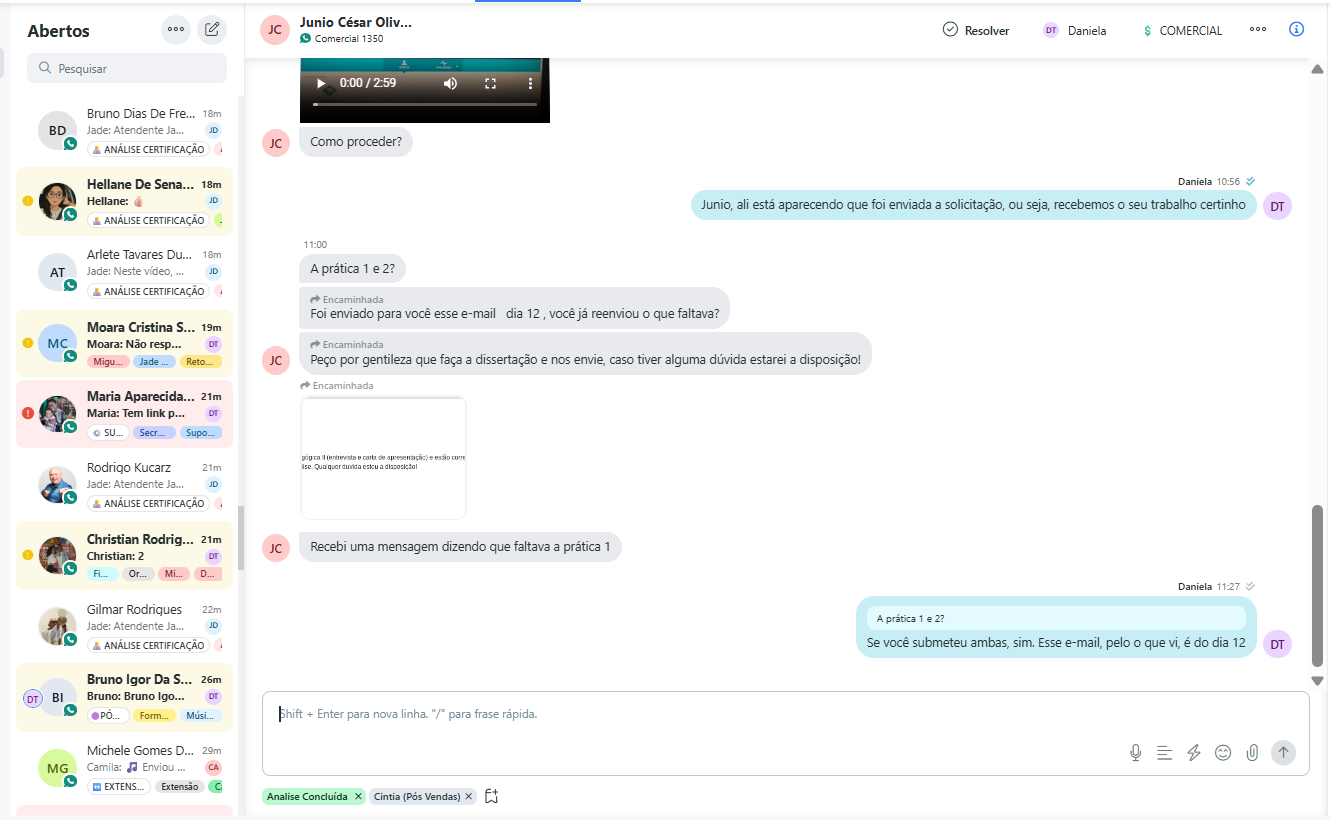 Abertos
Pesquisar
BD
Bruno Dias De Fre... 18m
Jade: Atendente Ja... JD
ANÁLISE CERTIFICAÇÃO
Hellane De Sena... 18m
Hellane: JD
ANÁLISE CERTIFICAÇÃO
AT
Arlete Tavares Du... 18m
Jade: Neste vídeo, ... JD
ANÁLISE CERTIFICAÇÃO
MC
Moara Cristina S... 19m
Moara: Não resp... DT
Migu... Jade ... Reto...
Maria Aparecida... 21m
Maria: Tem link p... DT
SU... Secr... Supo...
Rodrigo Kucarz 21m
Jade: Atendente Ja... JD
ANÁLISE CERTIFICAÇÃO
Christian Rodrig... 21m
Christian: 2 DT
Fi... Or... Mi... D...
Gilmar Rodrigues 22m
Jade: Atendente Ja... JD
ANÁLISE CERTIFICAÇÃO
DT BI
Bruno Igor Da S... 26m
Bruno: Bruno Igo... DT
PÓ... Form... Músi...
MG
Michele Gomes D... 29m
Camila: 🎵 Enviou ... CA
EXTENS... Extensão
JC
Junio César Oliv...
Comercial 1350
Resolver
DT Daniela
$ COMERCIAL
0:00 / 2:59
JC
Como proceder?
Daniela 10:56
Junio, ali está aparecendo que foi enviada a solicitação, ou seja, recebemos o seu trabalho certinho
DT
11:00
A prática 1 e 2?
Encaminhada
Foi enviado para você esse e-mail dia 12 , você já reenviou o que faltava?
Encaminhada
JC
Peço por gentileza que faça a dissertação e nos envie, caso tiver alguma dúvida estarei a disposição!
Encaminhada
gógica II (entrevista e carta de apresentação) e estão corre
lise. Qualquer duvida estou a disposição!
JC
Recebi uma mensagem dizendo que faltava a prática 1
Daniela 11:27
A prática 1 e 2?
Se você submeteu ambas, sim. Esse e-mail, pelo o que vi, é do dia 12
DT
Shift + Enter para nova linha. "/" para frase rápida.
Analise Concluída ✕ Cintia (Pós Vendas) ✕